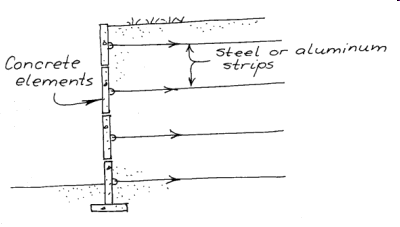 Concrete
elements
Steel or aluminum
strips